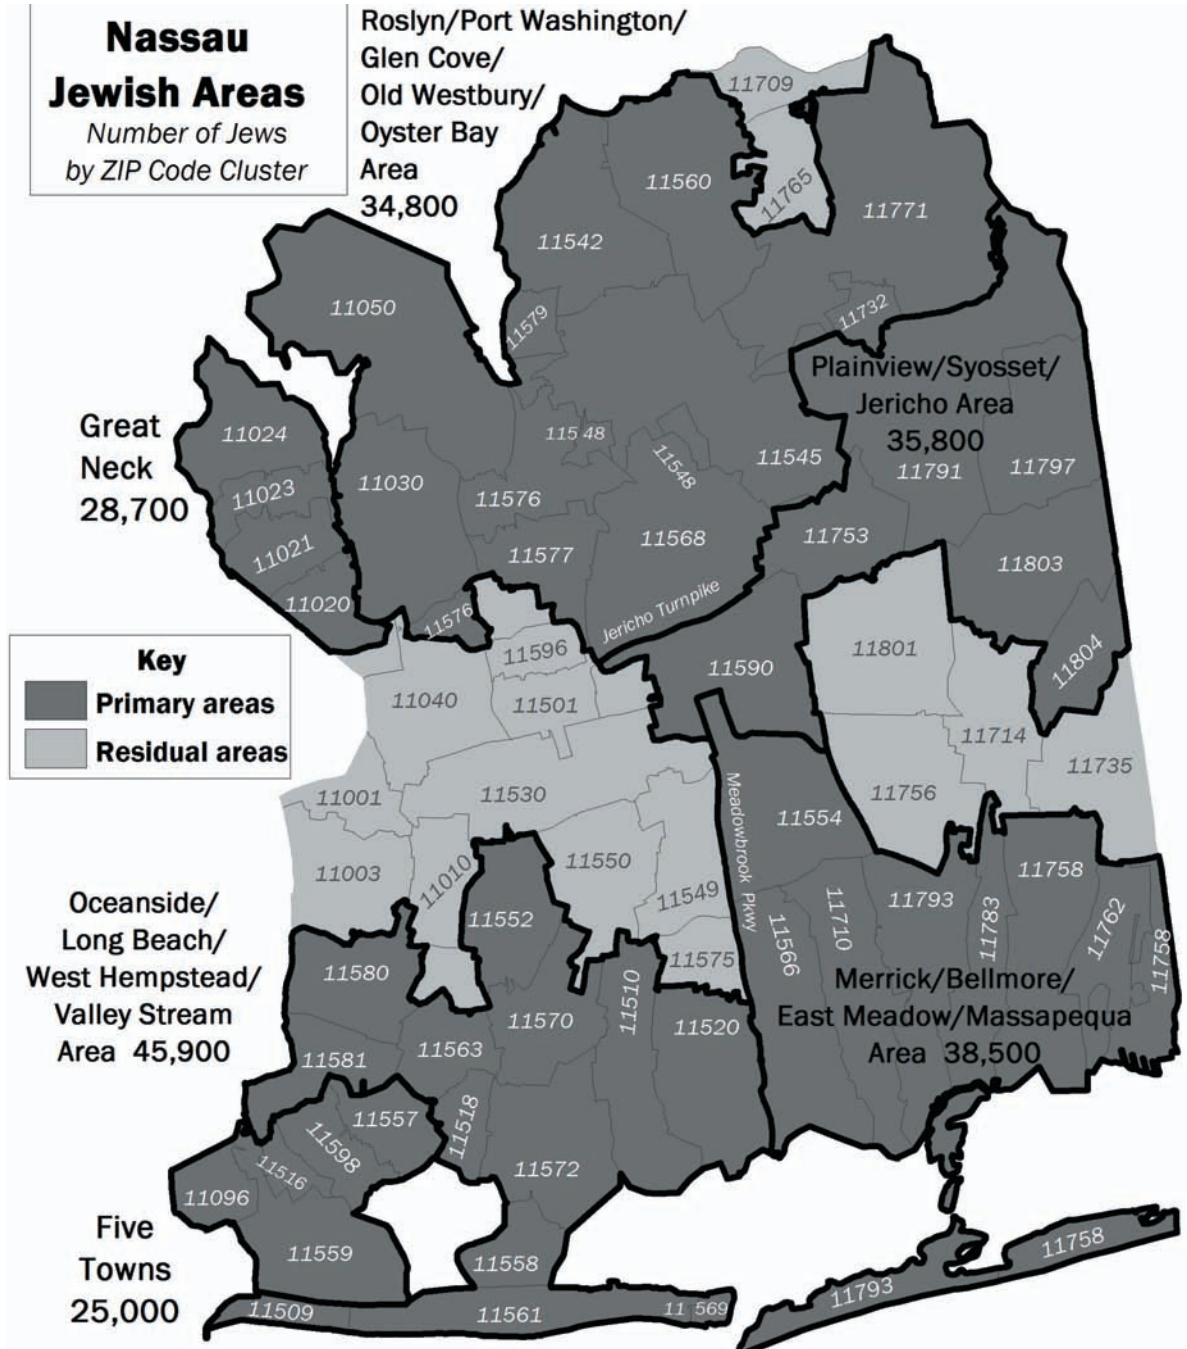 Nassau
Jewish Areas
Number of Jews
by ZIP Code Cluster
Roslyn/Port Washington/
Glen Cove/
Old Westbury/
Oyster Bay
Area
34,800
11709
11560
11765
11771
11542
11050
11579
11732
Plainview/Syosset/
Jericho Area
35,800
Great
Neck
28,700
11024
11023
11021
11020
11030
11548
11548
11545
11791
11797
11576
11577
11568
11753
11803
11576
Jericho Turnpike
Key
Primary areas
Residual areas
11596
11590
11801
11804
11040
11501
11714
11735
11001
11530
11756
Meadowbrook Pkwy
11554
11003
11010
11550
11549
11758
Oceanside/
Long Beach/
West Hempstead/
Valley Stream
Area 45,900
11552
11793
11783
11762
11758
11566
11710
11580
11575
11510
Merrick/Bellmore/
East Meadow/Massapequa
Area 38,500
11570
11520
11581
11563
11557
11518
11598
11516
11572
11096
Five
Towns
25,000
11559
11558
11758
11793
11509
11561
11 569